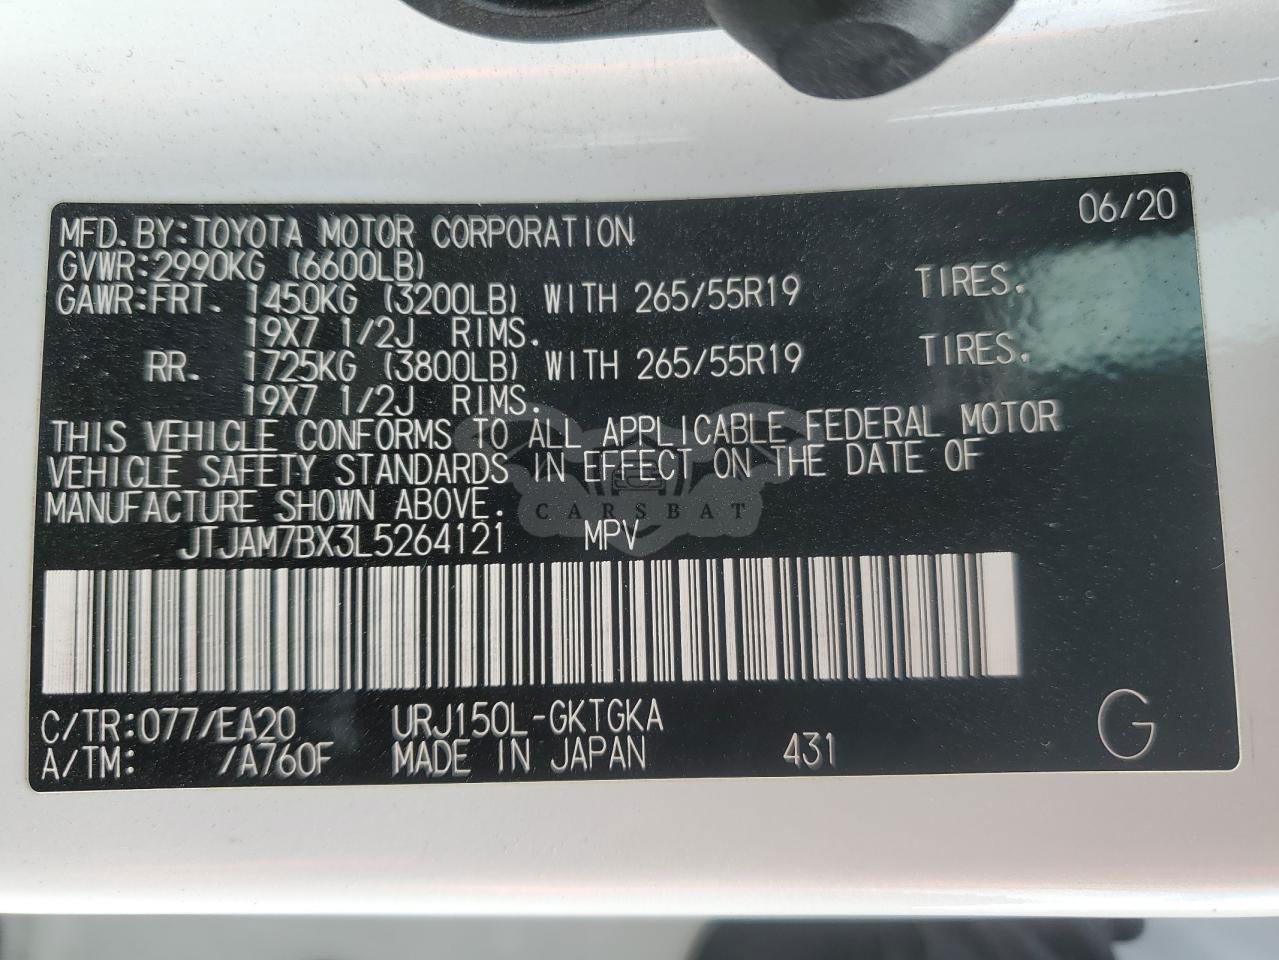 06/20
MFD.BY:TOYOTA MOTOR CORPORATION
GVWR:2990KG (6600LB)
GAWR:FRT. 1450KG (3200LB) WITH 265/55R19 TIRES.
19X7 1/2J RIMS.
RR. 1725KG (3800LB) WITH 265/55R19 TIRES.
19X7 1/2J RIMS.
THIS VEHICLE CONFORMS TO ALL APPLICABLE FEDERAL MOTOR
VEHICLE SAFETY STANDARDS IN EFFECT ON THE DATE OF
MANUFACTURE SHOWN ABOVE.
CARSBAT
JTJAM7BX3L5264121 MPV
C/TR:077/EA20 URJ150L-GKTGKA
A/TM: /A760F MADE IN JAPAN 431
G